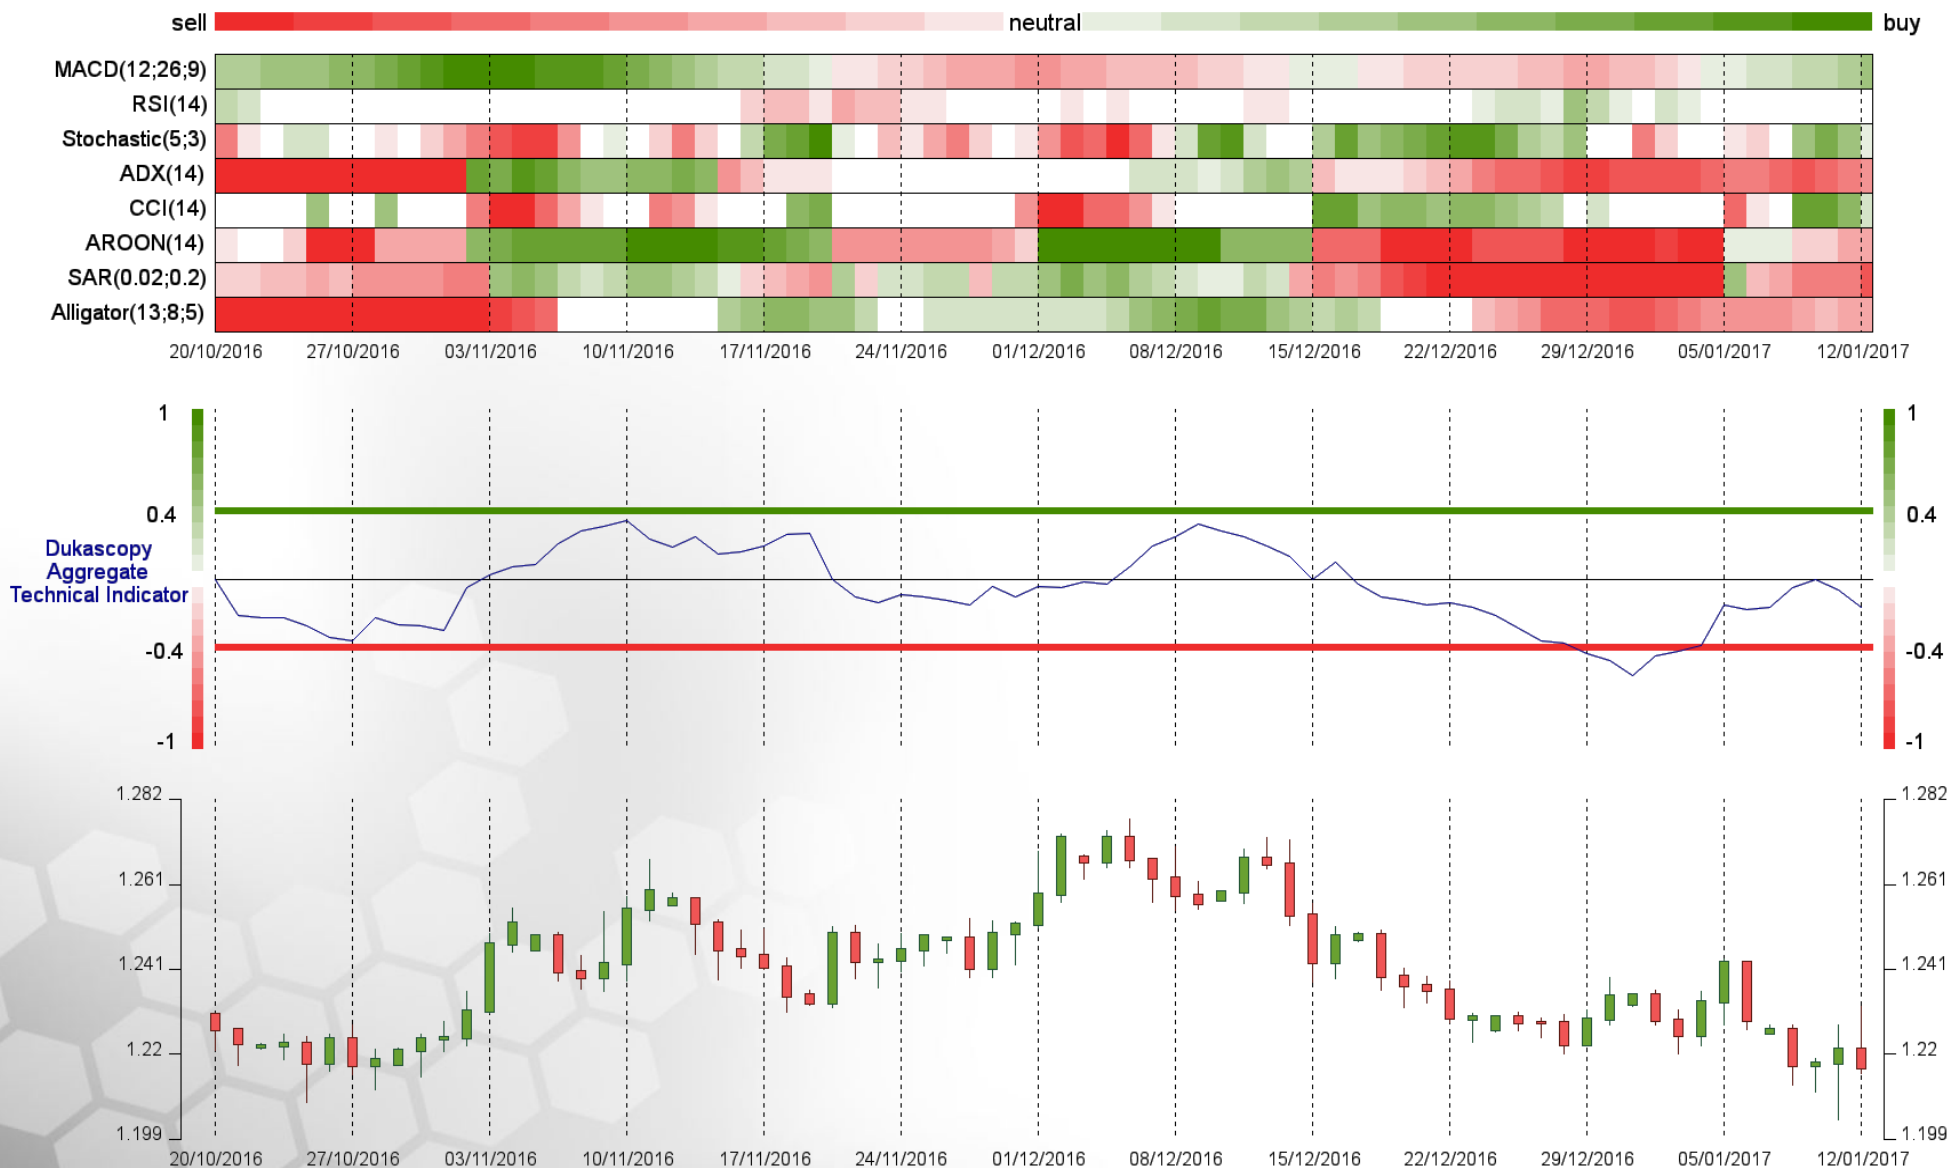 sell neutral buy
MACD(12;26;9)
RSI(14)
Stochastic(5;3)
ADX(14)
CCI(14)
AROON(14)
SAR(0.02;0.2)
Alligator(13;8;5)
20/10/2016 27/10/2016 03/11/2016 10/11/2016 17/11/2016 24/11/2016 01/12/2016 08/12/2016 15/12/2016 22/12/2016 29/12/2016 05/01/2017 12/01/2017
1 1
0.4 0.4
Dukascopy
Aggregate
Technical Indicator
-0.4 -0.4
-1 -1
1.282 1.282
1.261 1.261
1.241 1.241
1.22 1.22
1.199 1.199
20/10/2016 27/10/2016 03/11/2016 10/11/2016 17/11/2016 24/11/2016 01/12/2016 08/12/2016 15/12/2016 22/12/2016 29/12/2016 05/01/2017 12/01/2017